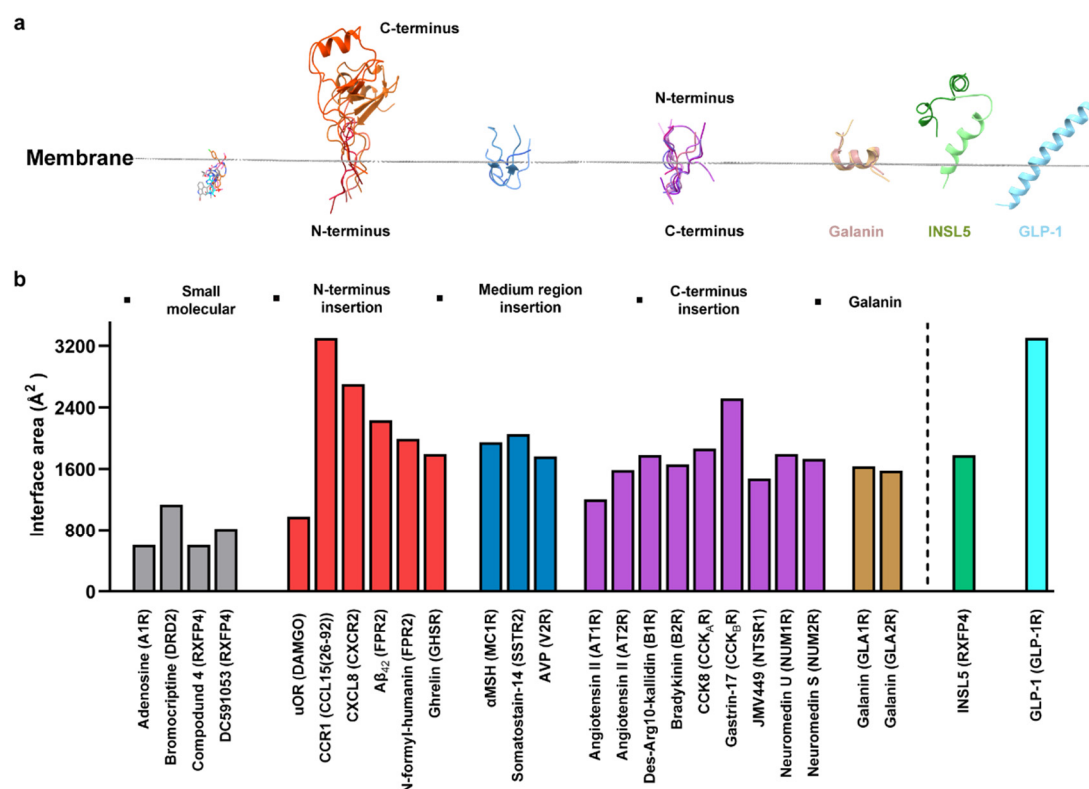 a
C-terminus
N-terminus
Membrane
N-terminus
C-terminus
Galanin
INSL5
GLP-1
b
Small molecular
N-terminus insertion
Medium region insertion
C-terminus insertion
Galanin
Interface area (Å²)
3200
2400
1600
800
0
Adenosine (A1R)
Bromocriptine (DRD2)
Compodund 4 (RXFP4)
DC591053 (RXFP4)
uOR (DAMGO)
CCR1 (CCL15(26-92))
CXCL8 (CXCR2)
Aβ42 (FPR2)
N-formyl-humanin (FPR2)
Ghrelin (GHSR)
αMSH (MC1R)
Somatostain-14 (SSTR2)
AVP (V2R)
Angiotensin II (AT1R)
Angiotensin II (AT2R)
Des-Arg10-kallidin (B1R)
Bradykinin (B2R)
CCK8 (CCKAR)
Gastrin-17 (CCKBR)
JMV449 (NTSR1)
Neuromedin U (NUM1R)
Neuromedin S (NUM2R)
Galanin (GLA1R)
Galanin (GLA2R)
INSL5 (RXFP4)
GLP-1 (GLP-1R)